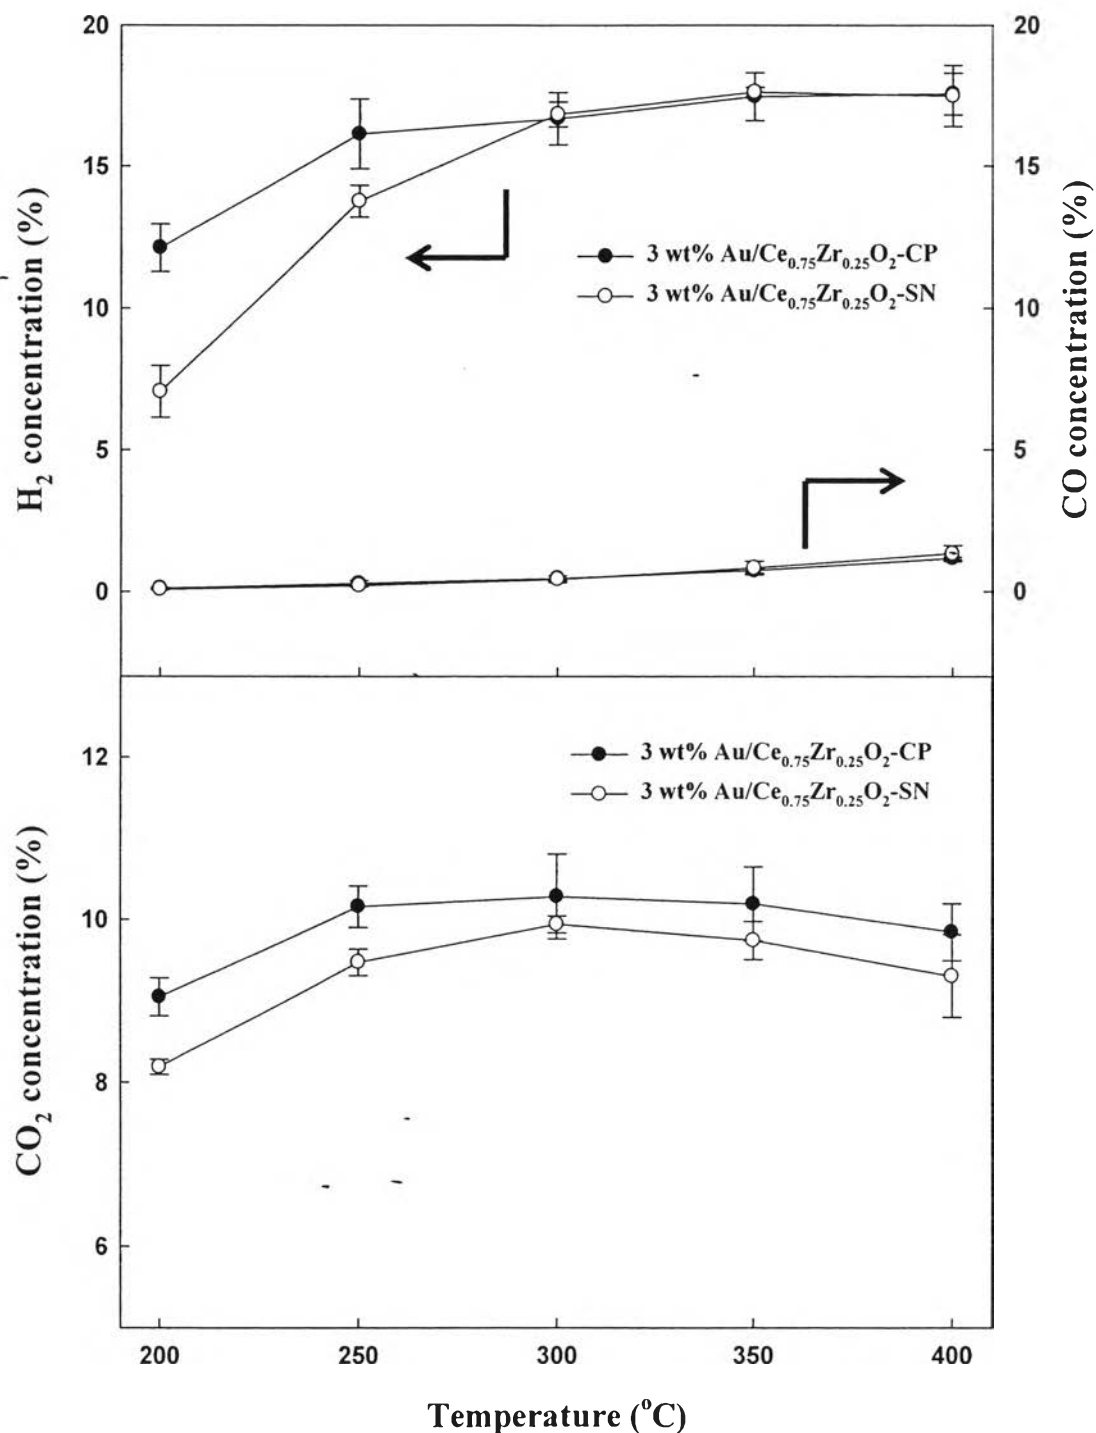 20
15
10
5
0
H₂ concentration (%)
20
15
10
5
0
CO concentration (%)
3 wt% Au/Ce₀.₇₅Zr₀.₂₅O₂-CP
3 wt% Au/Ce₀.₇₅Zr₀.₂₅O₂-SN
12
10
8
6
CO₂ concentration (%)
3 wt% Au/Ce₀.₇₅Zr₀.₂₅O₂-CP
3 wt% Au/Ce₀.₇₅Zr₀.₂₅O₂-SN
200 250 300 350 400
Temperature (°C)